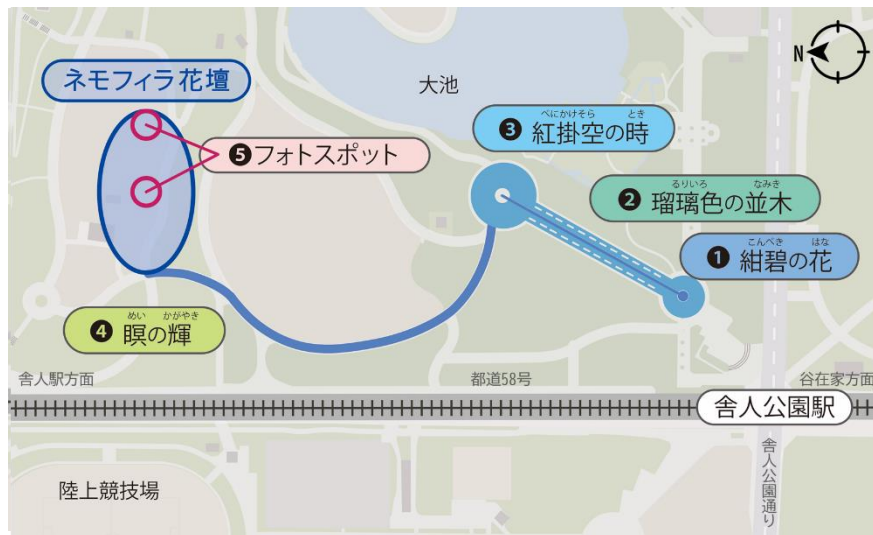 N
ネモフィラ花壇
大池
べにかけそら とき
❸ 紅掛空の時
❺フォトスポット
るりいろ なみき
❷ 瑠璃色の並木
こんぺき はな
❶ 紺碧の花
めい かがやき
❹ 瞑の輝
舎人駅方面
都道58号
谷在家方面
舎人公園駅
舎人公園通り
陸上競技場